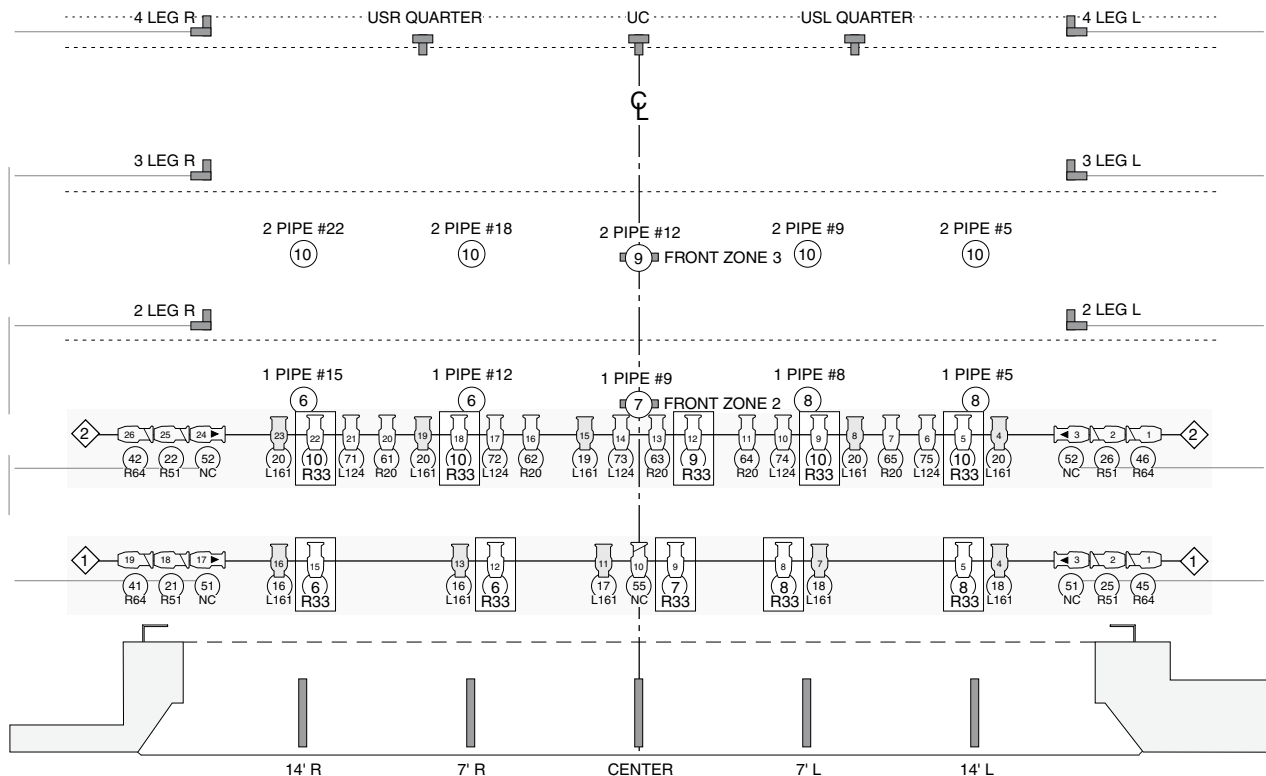 4 LEG R USR QUARTER UC USL QUARTER 4 LEG L
CL
3 LEG R 3 LEG L
2 PIPE #22 2 PIPE #18 2 PIPE #12 2 PIPE #9 2 PIPE #5
10 10 9 FRONT ZONE 3 10 10
2 LEG R 2 LEG L
1 PIPE #15 1 PIPE #12 1 PIPE #9 1 PIPE #8 1 PIPE #5
6 6 7 FRONT ZONE 2 8 8
2 26 25 24 23 22 21 20 19 18 17 16 15 14 13 12 11 10 9 8 7 6 5 4 3 2 1 2
42 22 52 20 10 71 61 20 10 72 62 19 73 63 9 64 74 10 20 65 75 10 20 52 26 46
R64 R51 NC L161 R33 L124 R20 L161 R33 L124 R20 L161 L124 R20 R33 R20 L124 R33 L161 R20 L124 R33 L161 NC R51 R64
1 19 18 17 16 15 13 12 11 10 9 8 7 5 4 3 2 1 1
41 21 51 16 6 16 6 17 55 7 8 18 8 18 51 25 45
R64 R51 NC L161 R33 L161 R33 L161 NC R33 R33 L161 R33 L161 NC R51 R64
14' R 7' R CENTER 7' L 14' L